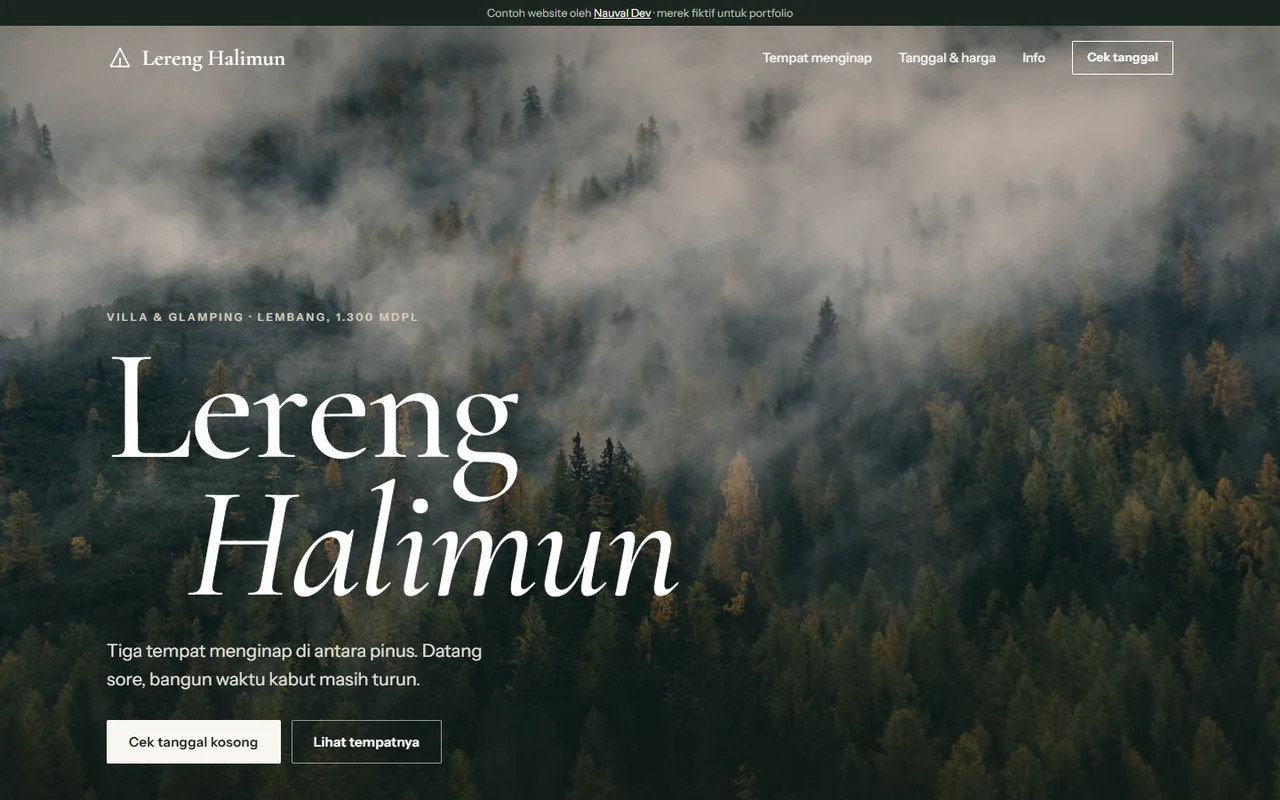 Contoh website oleh Nauval Dev · merek fiktif untuk portfolio
Lereng Halimun
Tempat menginap
Tanggal & harga
Info
Cek tanggal
VILLA & GLAMPING · LEMBANG, 1.300 MDPL
Lereng
Halimun
Tiga tempat menginap di antara pinus. Datang
sore, bangun waktu kabut masih turun.
Cek tanggal kosong
Lihat tempatnya